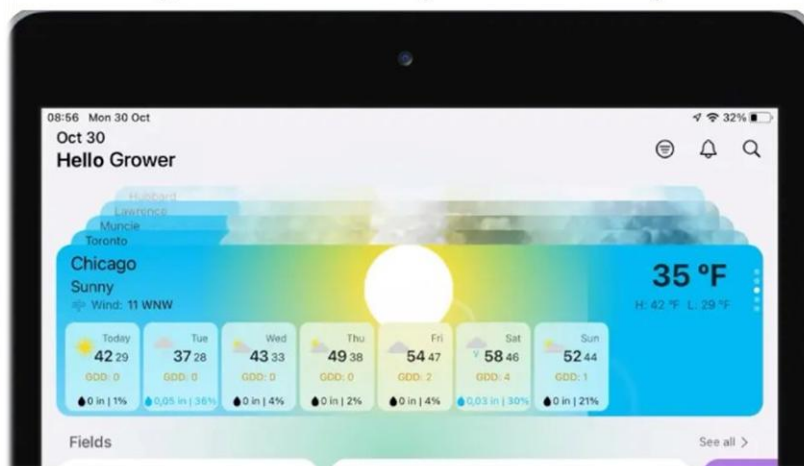 08:56 Mon 30 Oct 32%
Oct 30
Hello Grower
Hubbard
Lawrence
Muncie
Toronto
Chicago
Sunny
Wind: 11 WNW
35 °F
H: 42 °F L: 29 °F
Today Tue Wed Thu Fri Sat Sun
42 29 37 28 43 33 49 38 54 47 58 46 52 44
GDD: 0 GDD: 0 GDD: 0 GDD: 0 GDD: 2 GDD: 4 GDD: 1
0 in | 1% 0,05 in | 36% 0 in | 4% 0 in | 2% 0 in | 4% 0,03 in | 30% 0 in | 21%
Fields See all >